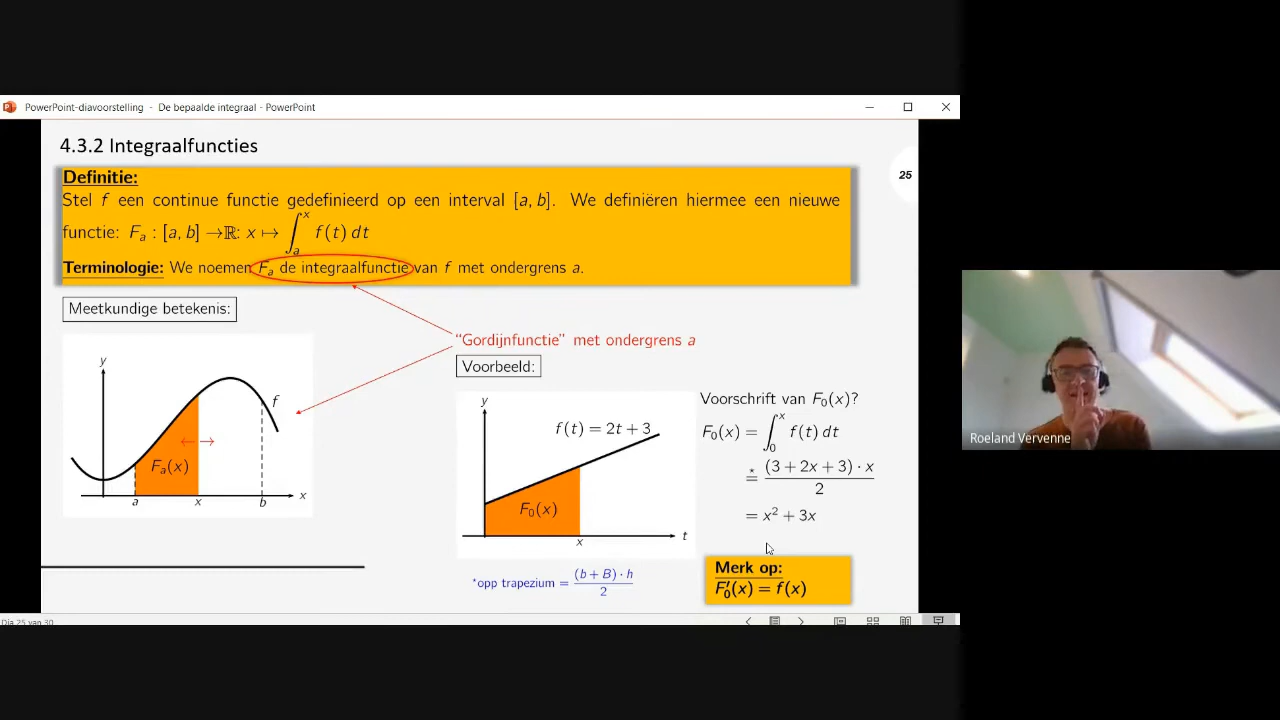 PowerPoint-diavoorstelling - De bepaalde integraal - PowerPoint
4.3.2 Integraalfuncties
25
Definitie:
Stel f een continue functie gedefinieerd op een interval [a, b]. We definiëren hiermee een nieuwe
functie: Fₐ : [a, b] →ℝ: x ↦ ∫ₐˣ f(t) dt
Terminologie: We noemen Fₐ de integraalfunctie van f met ondergrens a.
Meetkundige betekenis:
"Gordijnfunctie" met ondergrens a
Voorbeeld:
y
f
← →
Fₐ(x)
a
x
b
x
y
f(t) = 2t + 3
F₀(x)
x
t
*opp trapezium = (b + B) · h / 2
Voorschrift van F₀(x)?
F₀(x) = ∫₀ˣ f(t) dt
*= (3 + 2x + 3) · x / 2
= x² + 3x
Merk op:
F₀′(x) = f(x)
Dia 25 van 30
Roeland Vervenne